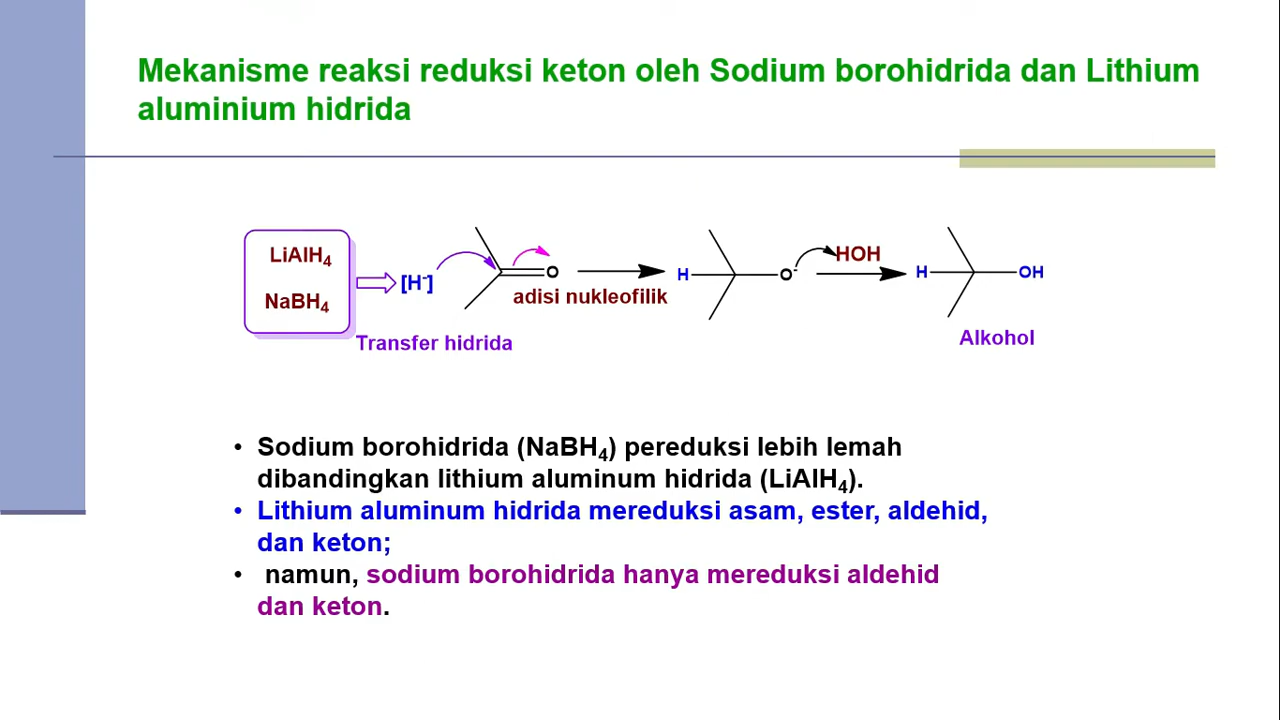 Mekanisme reaksi reduksi keton oleh Sodium borohidrida dan Lithium
aluminium hidrida
LiAlH₄
NaBH₄
[H⁻]
Transfer hidrida
O
adisi nukleofilik
H
O⁻
HOH
H
OH
Alkohol
• Sodium borohidrida (NaBH₄) pereduksi lebih lemah
dibandingkan lithium aluminum hidrida (LiAlH₄).
• Lithium aluminum hidrida mereduksi asam, ester, aldehid,
dan keton;
• namun, sodium borohidrida hanya mereduksi aldehid
dan keton.